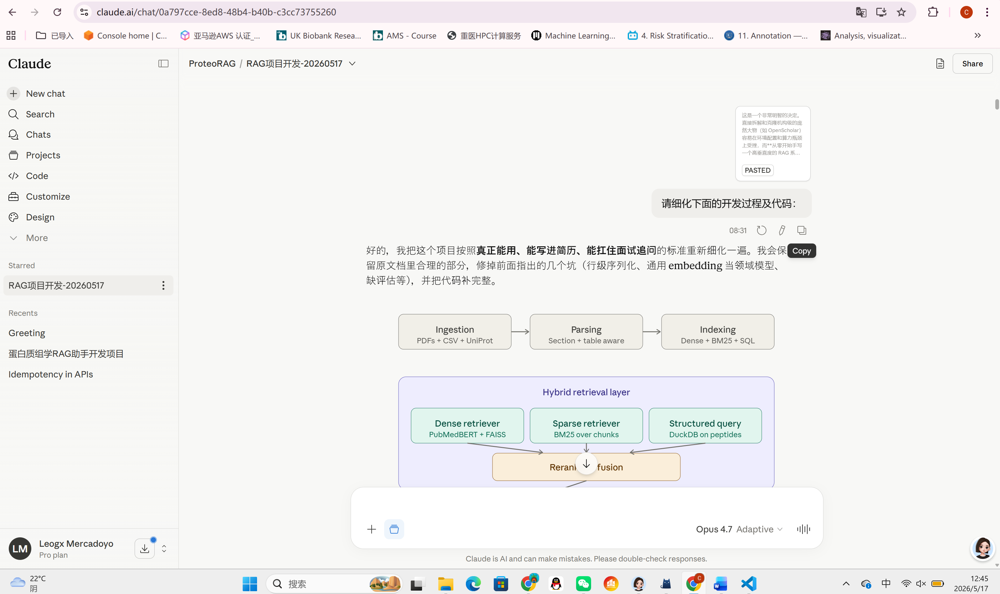 claude.ai/chat/0a797cce-8ed8-48b4-b40b-c3cc73755260
C
已导入
Console home | C...
亚马逊AWS 认证_...
UK Biobank Resea...
AMS - Course
重医HPC计算服务
Machine Learning...
4. Risk Stratificatio...
11. Annotation —...
Analysis, visualizat...
Claude
ProteoRAG / RAG项目开发-20260517
Share
New chat
Search
Chats
Projects
Code
Customize
Design
More
Starred
RAG项目开发-20260517
Recents
Greeting
蛋白质组学RAG助手开发项目
Idempotency in APIs
LM
Leogx Mercadoyo
Pro plan
这是一个非常明智的决定。
直接拆解和克隆机构级的庞
然大物（如 OpenScholar）
容易在环境配置和算力瓶颈
上受挫，而**从零开始手写
一个高垂直度的 RAG 系...
PASTED
请细化下面的开发过程及代码：
08:31
Copy
好的，我把这个项目按照真正能用、能写进简历、能扛住面试追问的标准重新细化一遍。我会保
留原文档里合理的部分，修掉前面指出的几个坑（行级序列化、通用 embedding 当领域模型、
缺评估等），并把代码补完整。
Ingestion
PDFs + CSV + UniProt
Parsing
Section + table aware
Indexing
Dense + BM25 + SQL
Hybrid retrieval layer
Dense retriever
PubMedBERT + FAISS
Sparse retriever
BM25 over chunks
Structured query
DuckDB on peptides
Reran
fusion
Opus 4.7 Adaptive
Claude is AI and can make mistakes. Please double-check responses.
22°C
阴
搜索
中
12:45
2026/5/17